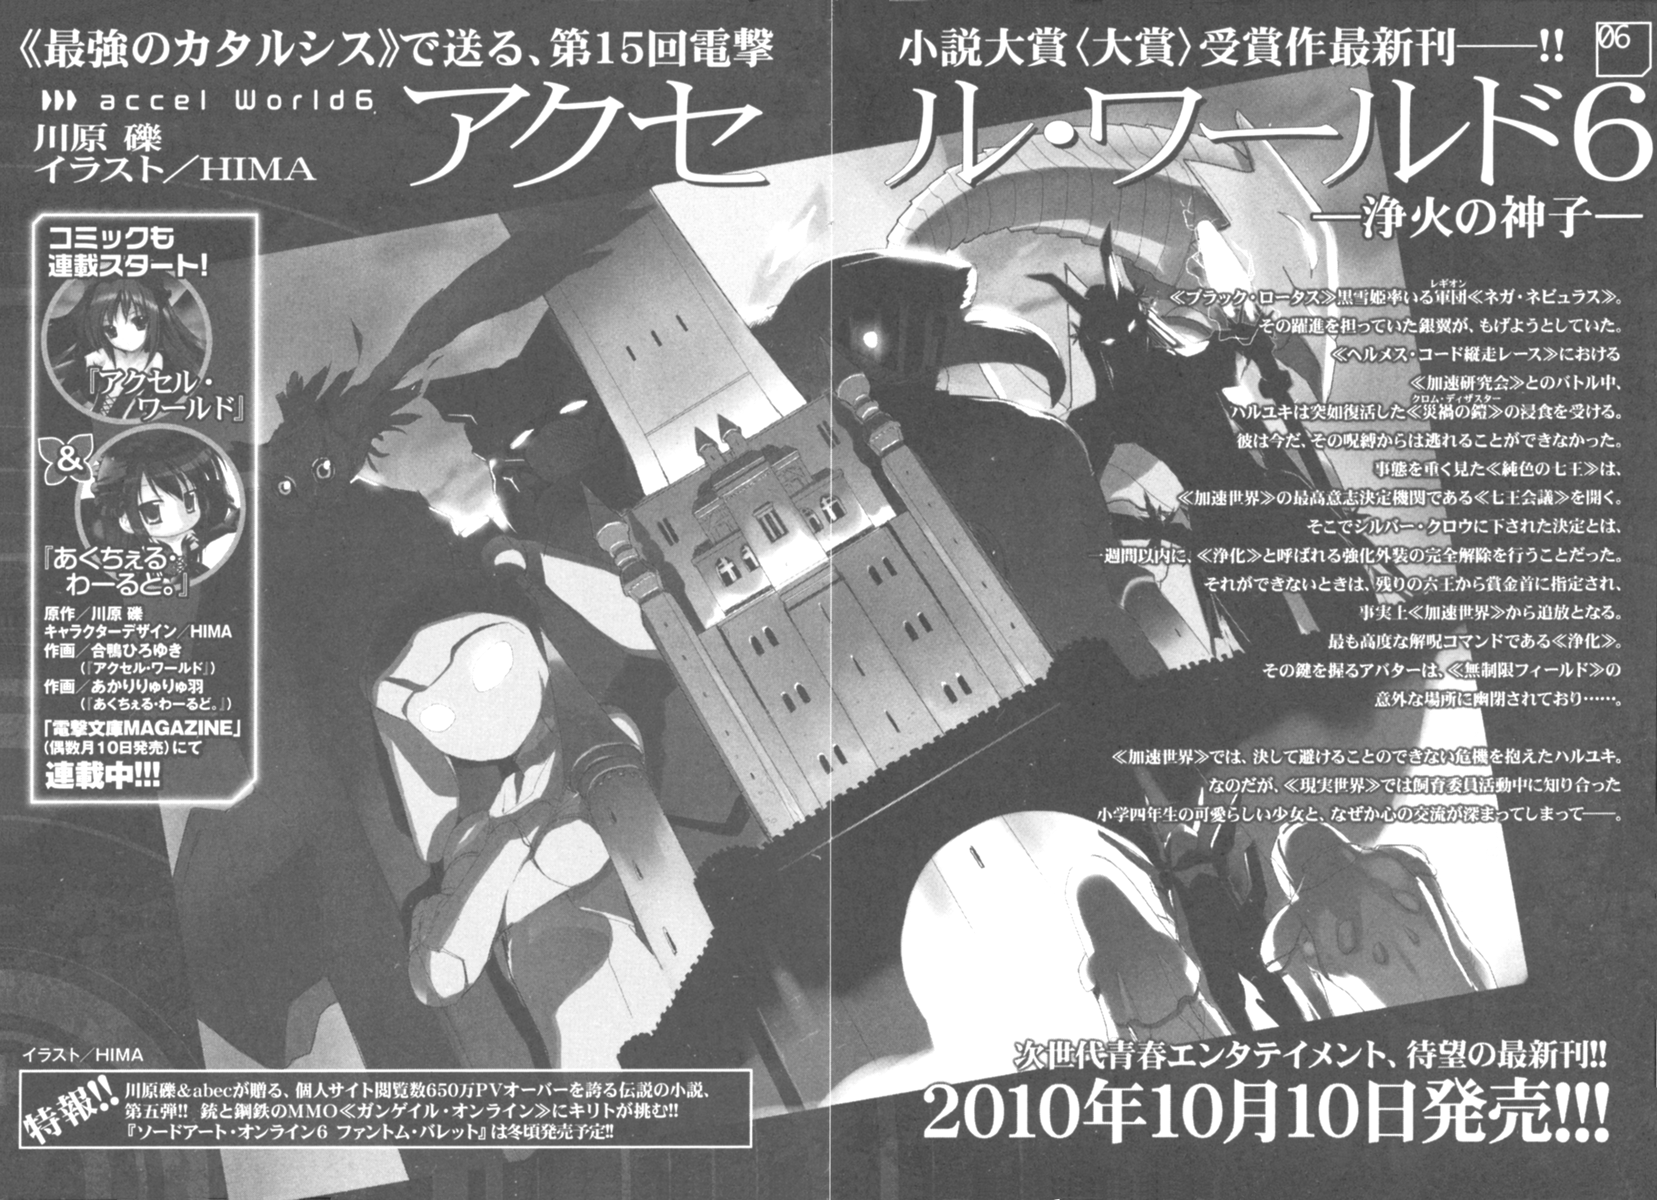 《最強のカタルシス》で送る、第15回電撃小説大賞〈大賞〉受賞作最新刊――!!
06
accel World6
アクセル・ワールド6
―浄火の神子―
川原 礫
イラスト／HIMA
レギオン
≪ブラック・ロータス≫黒雪姫率いる軍団≪ネガ・ネビュラス≫。
その躍進を担っていた銀翼が、もげようとしていた。
≪ヘルメス・コード縦走レース≫における
≪加速研究会≫とのバトル中、
クロム・ディザスター
ハルユキは突如復活した≪災禍の鎧≫の浸食を受ける。
彼は今だ、その呪縛からは逃れることができなかった。
事態を重く見た≪純色の七王≫は、
≪加速世界≫の最高意志決定機関である≪七王会議≫を開く。
そこでシルバー・クロウに下された決定とは、
一週間以内に、≪浄化≫と呼ばれる強化外装の完全解除を行うことだった。
それができないときは、残りの六王から賞金首に指定され、
事実上≪加速世界≫から追放となる。
最も高度な解呪コマンドである≪浄化≫。
その鍵を握るアバターは、≪無制限フィールド≫の
意外な場所に幽閉されており……。
≪加速世界≫では、決して避けることのできない危機を抱えたハルユキ。
なのだが、≪現実世界≫では飼育委員活動中に知り合った
小学四年生の可愛らしい少女と、なぜか心の交流が深まってしまって――。
次世代青春エンタテイメント、待望の最新刊!!
2010年10月10日発売!!!
コミックも
連載スタート!
『アクセル・
ワールド』
&
『あくちぇる・
わーるど。』
原作／川原 礫
キャラクターデザイン／HIMA
作画／合鴨ひろゆき
(『アクセル・ワールド』)
作画／あかりりゅりゅ羽
(『あくちぇる・わーるど。』)
「電撃文庫MAGAZINE」
(偶数月10日発売)にて
連載中!!!
イラスト／HIMA
特報!!
川原礫&abecが贈る、個人サイト閲覧数650万PVオーバーを誇る伝説の小説、
第五弾!! 銃と鋼鉄のMMO≪ガンゲイル・オンライン≫にキリトが挑む!!
『ソードアート・オンライン6 ファントム・バレット』は冬頃発売予定!!